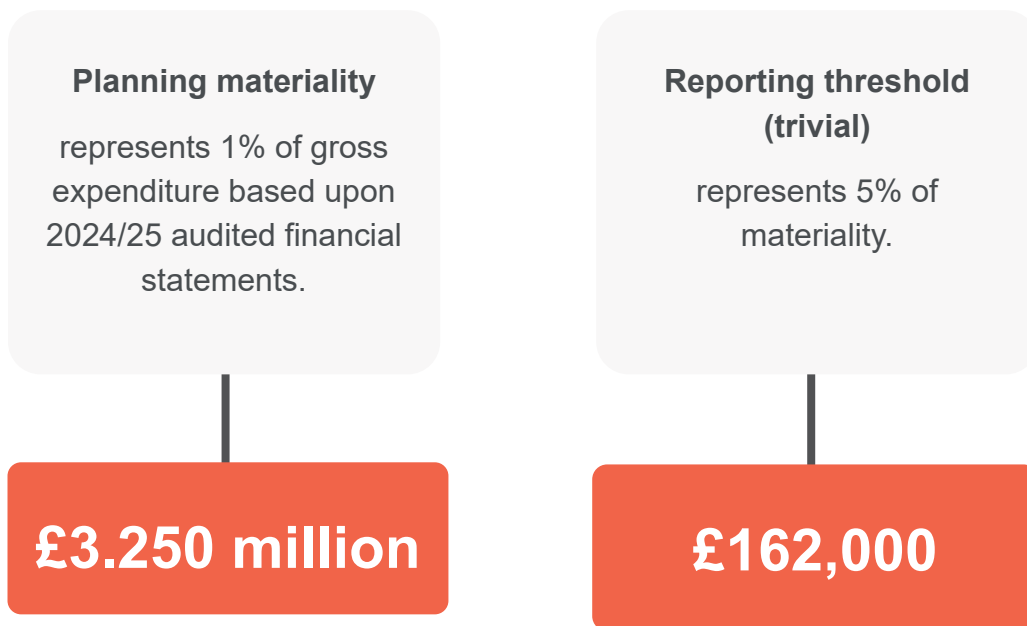 Planning materiality
represents 1% of gross
expenditure based upon
2024/25 audited financial
statements.
£3.250 million
Reporting threshold
(trivial)
represents 5% of
materiality.
£162,000